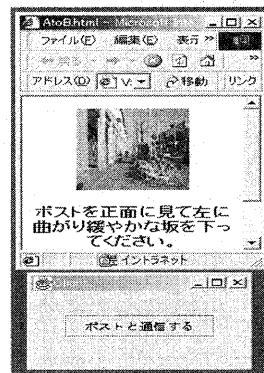 AtoB.html - Microsoft Inte
ファイル(F) 編集(E) 表示 »
アドレス(D) V: 移動 リンク
ポストを正面に見て左に
曲がり緩やかな坂を下っ
てください。
イントラネット
ポストと通信する